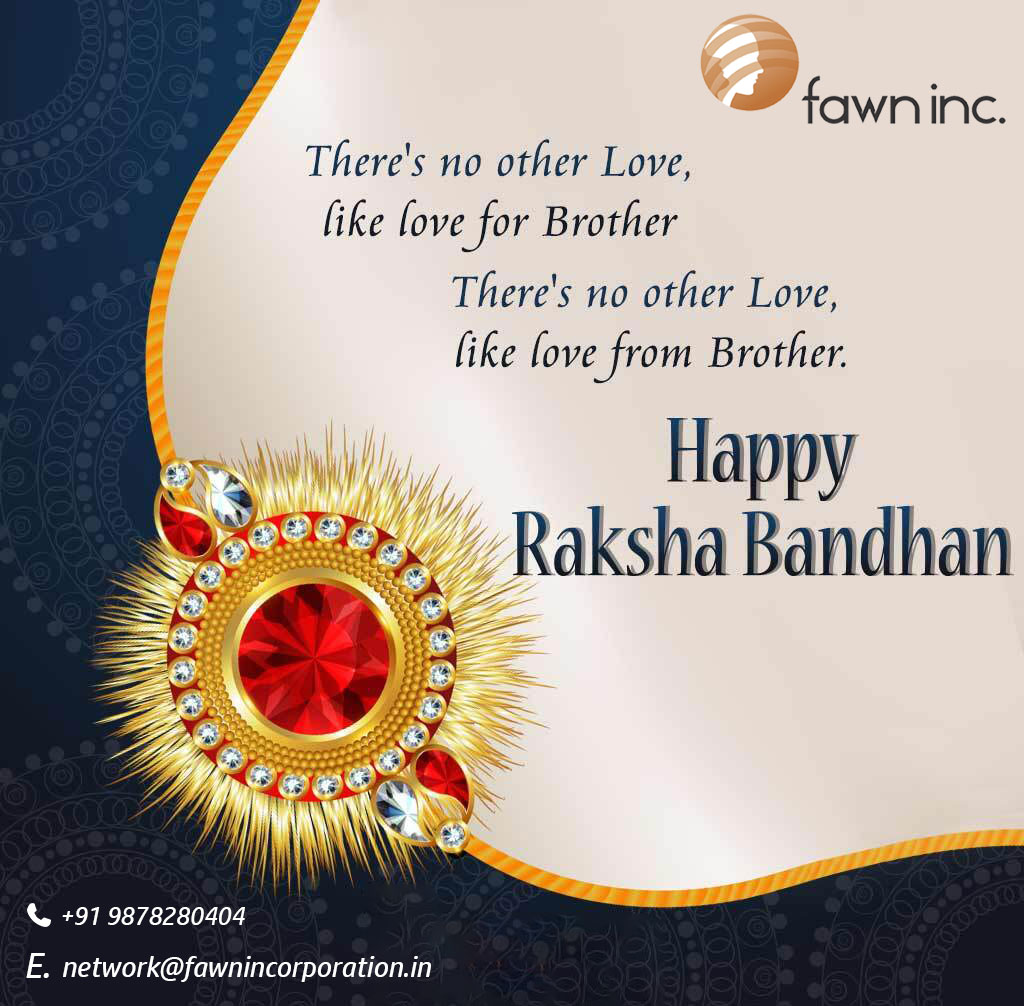 fawn inc.
There's no other Love,
like love for Brother
There's no other Love,
like love from Brother.
Happy
Raksha Bandhan
+91 9878280404
E. network@fawnincorporation.in